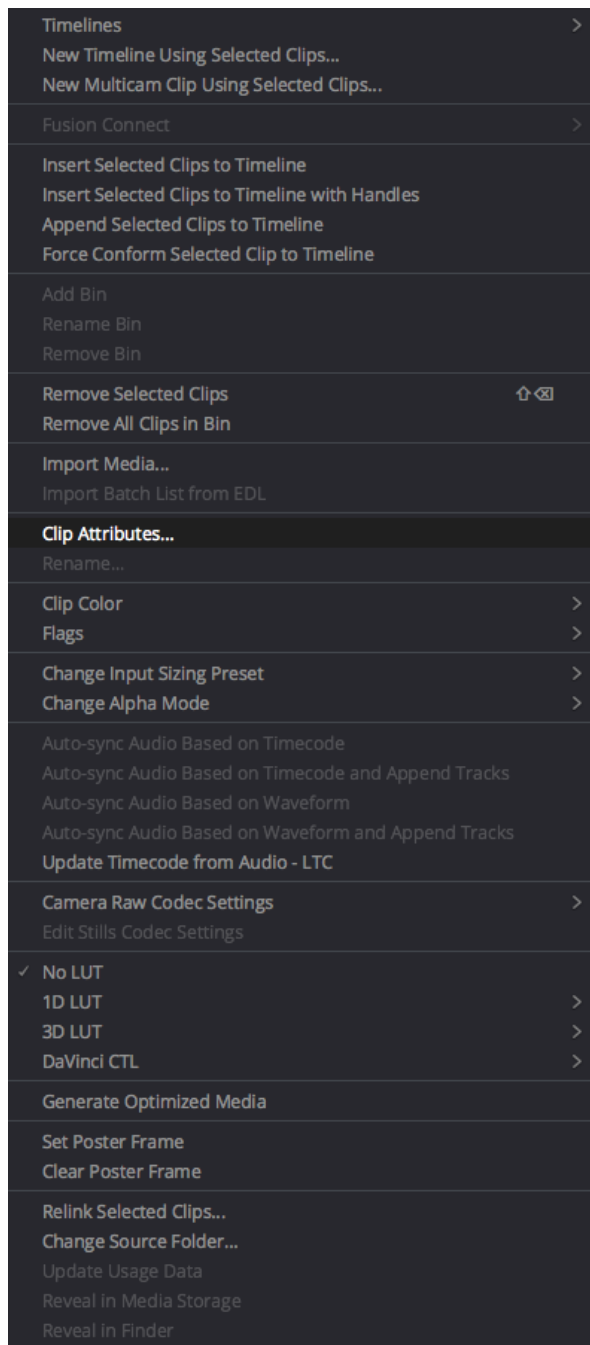 Timelines
New Timeline Using Selected Clips...
New Multicam Clip Using Selected Clips...
Fusion Connect
Insert Selected Clips to Timeline
Insert Selected Clips to Timeline with Handles
Append Selected Clips to Timeline
Force Conform Selected Clip to Timeline
Add Bin
Rename Bin
Remove Bin
Remove Selected Clips
Remove All Clips in Bin
Import Media...
Import Batch List from EDL
Clip Attributes...
Rename...
Clip Color
Flags
Change Input Sizing Preset
Change Alpha Mode
Auto-sync Audio Based on Timecode
Auto-sync Audio Based on Timecode and Append Tracks
Auto-sync Audio Based on Waveform
Auto-sync Audio Based on Waveform and Append Tracks
Update Timecode from Audio - LTC
Camera Raw Codec Settings
Edit Stills Codec Settings
No LUT
1D LUT
3D LUT
DaVinci CTL
Generate Optimized Media
Set Poster Frame
Clear Poster Frame
Relink Selected Clips...
Change Source Folder...
Update Usage Data
Reveal in Media Storage
Reveal in Finder